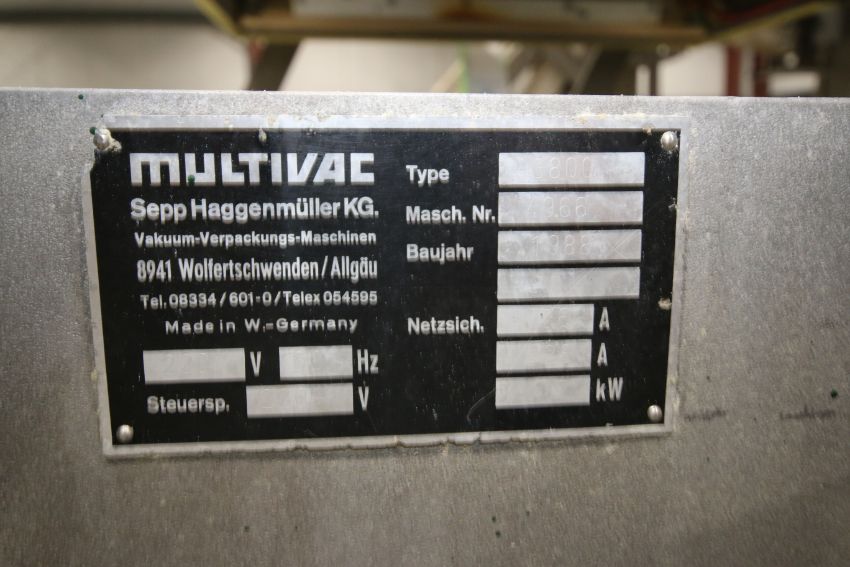 MULTIVAC
Sepp Haggenmüller KG.
Vakuum-Verpackungs-Maschinen
8941 Wolfertschwenden/Allgäu
Tel. 08334/601-0/Telex 054595
Made in W.-Germany
V Hz
Steuersp. V
Type
Masch. Nr.
Baujahr
Netzsich. A
A
kW